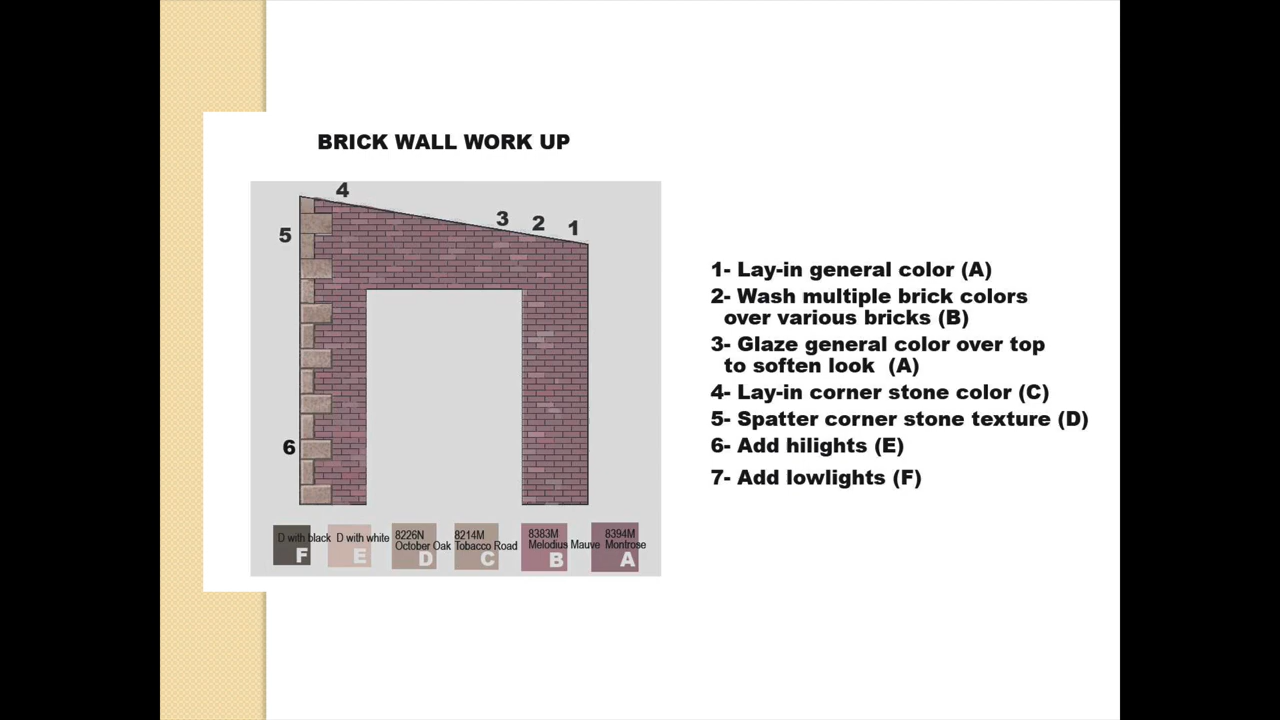 BRICK WALL WORK UP
4
3
2
1
5
6
1- Lay-in general color (A)
2- Wash multiple brick colors
over various bricks (B)
3- Glaze general color over top
to soften look (A)
4- Lay-in corner stone color (C)
5- Spatter corner stone texture (D)
6- Add hilights (E)
7- Add lowlights (F)
D with black
F
D with white
E
8226N
October Oak
D
8214M
Tobacco Road
C
8383M
Melodius Mauve
B
8394M
Montrose
A